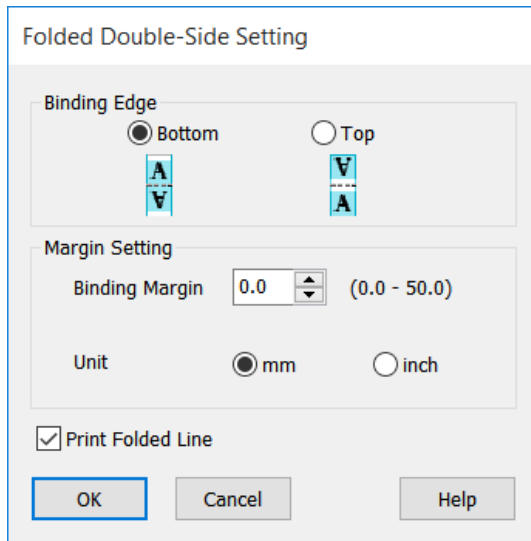 Folded Double-Side Setting
Binding Edge
Bottom Top
A A
A A
Margin Setting
Binding Margin 0.0 (0.0 - 50.0)
Unit mm inch
Print Folded Line
OK Cancel Help